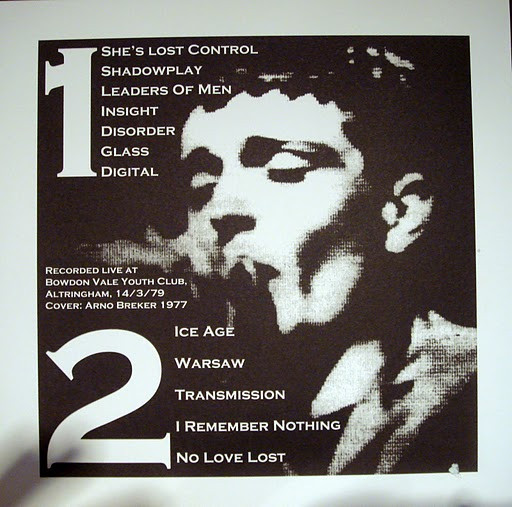 1
She's lost Control
Shadowplay
Leaders Of Men
Insight
Disorder
Glass
Digital
Recorded live at
Bowdon Vale Youth Club,
Altringham, 14/3/79
Cover: Arno Breker 1977
2
Ice Age
Warsaw
Transmission
I Remember Nothing
No Love Lost